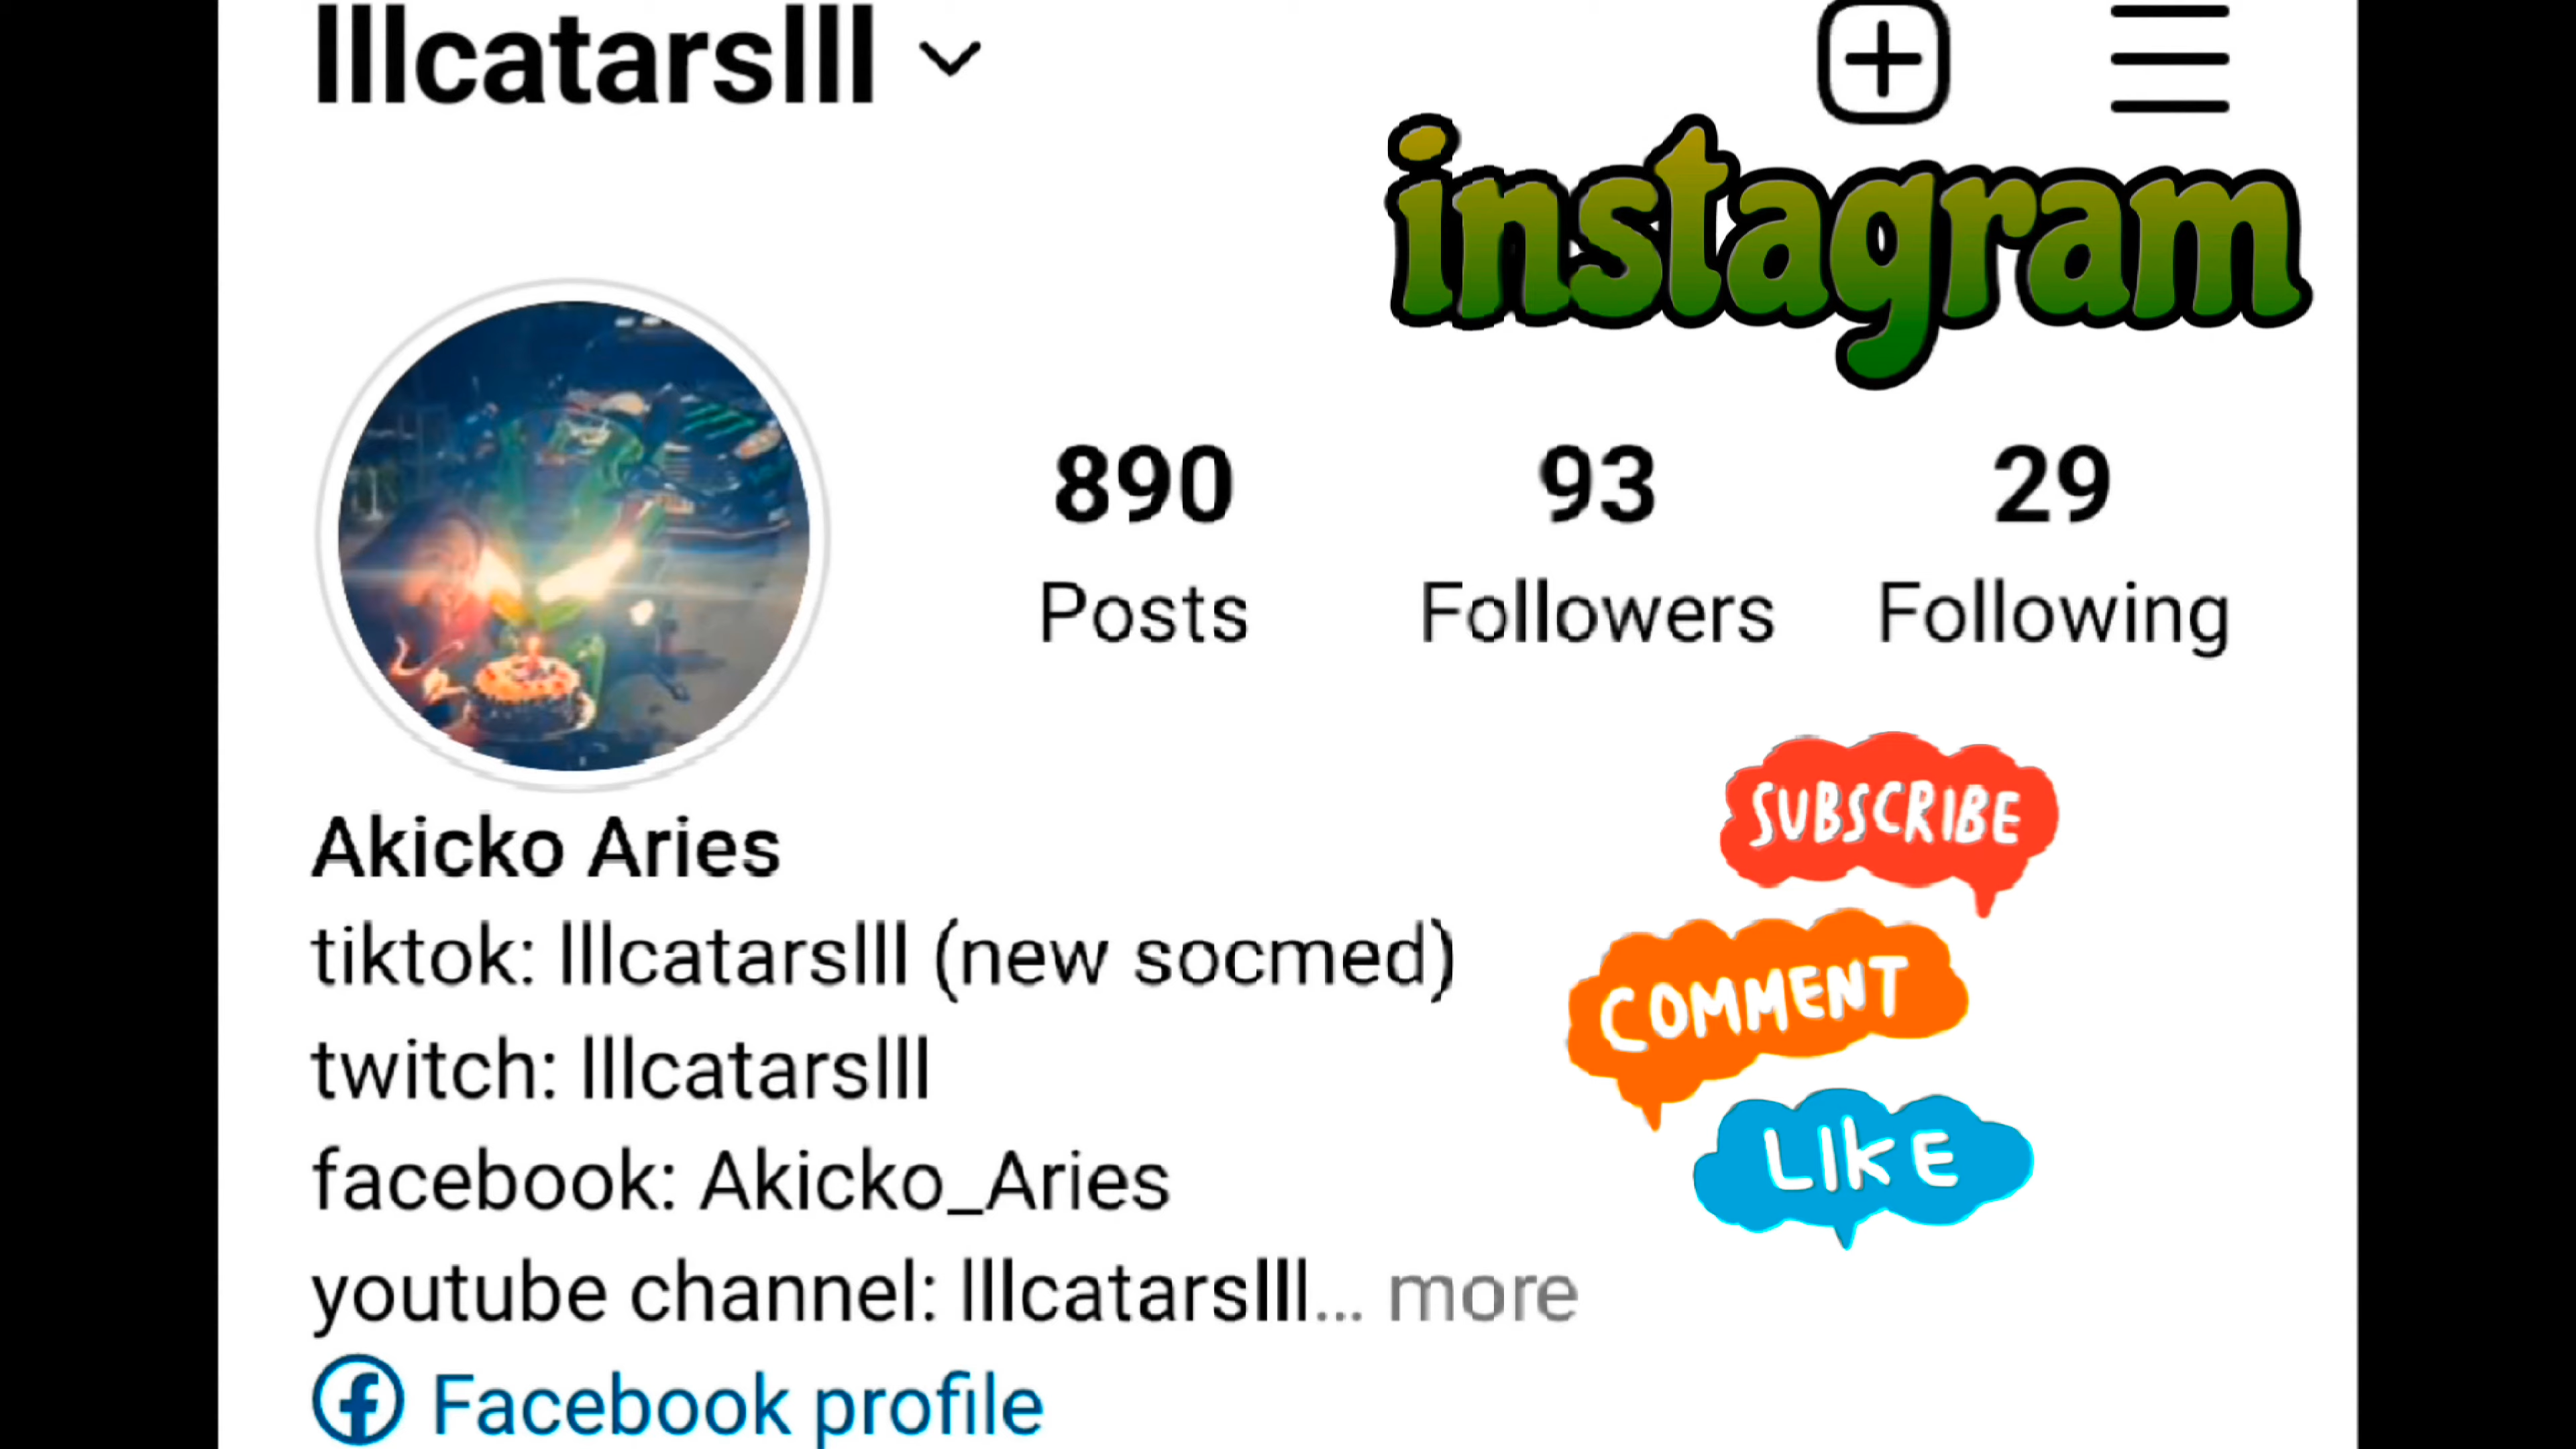 lllcatarslll
instagram
890 93 29
Posts Followers Following
Akicko Aries
tiktok: lllcatarslll (new socmed)
twitch: lllcatarslll
facebook: Akicko_Aries
youtube channel: lllcatarslll... more
Facebook profile
SUBSCRIBE
COMMENT
LIKE